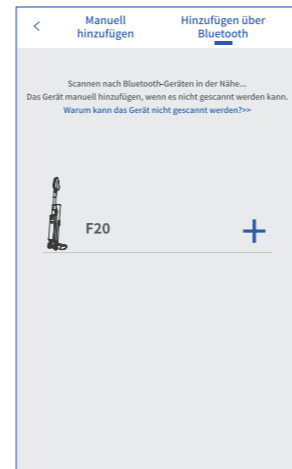 Manuell
hinzufügen
Hinzufügen über
Bluetooth
Scannen nach Bluetooth-Geräten in der Nähe...
Das Gerät manuell hinzufügen, wenn es nicht gescannt werden kann.
Warum kann das Gerät nicht gescannt werden?>>
F20